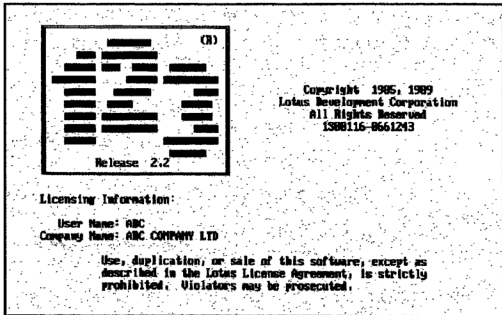 (R)
Release 2.2
Copyright 1985, 1989
Lotus Development Corporation
All Rights Reserved
1S00116-0661243
Licensing Information:
User Name: ABC
Company Name: ABC COMPANY LTD
Use, duplication, or sale of this software, except as
described in the Lotus License Agreement, is strictly
prohibited. Violators may be prosecuted.